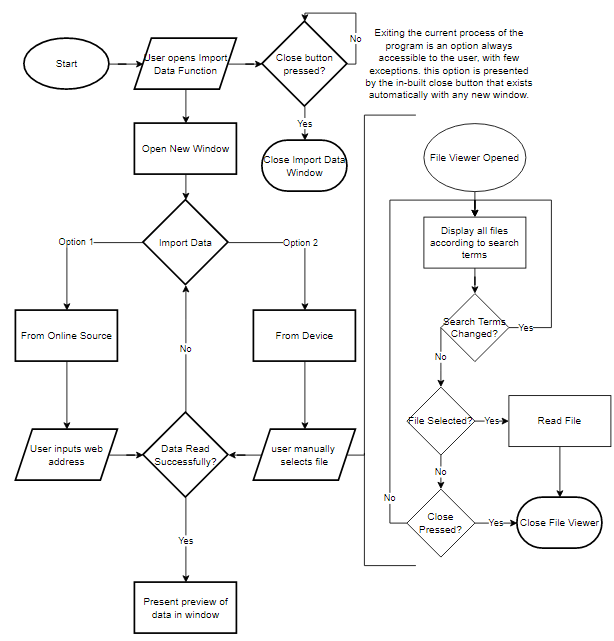 Start
User opens Import
Data Function
Close button
pressed?
No
Exiting the current process of the
program is an option always
accessible to the user, with few
exceptions. this option is presented
by the in-built close button that exists
automatically with any new window.
Yes
Open New Window
Close Import Data
Window
File Viewer Opened
Option 1
Import Data
Option 2
Display all files
according to search
terms
From Online Source
From Device
Search Terms
Changed?
Yes
No
No
File Selected?
Yes
Read File
User inputs web
address
Data Read
Successfully?
user manually
selects file
No
No
Close
Pressed?
Yes
Close File Viewer
Yes
Present preview of
data in window